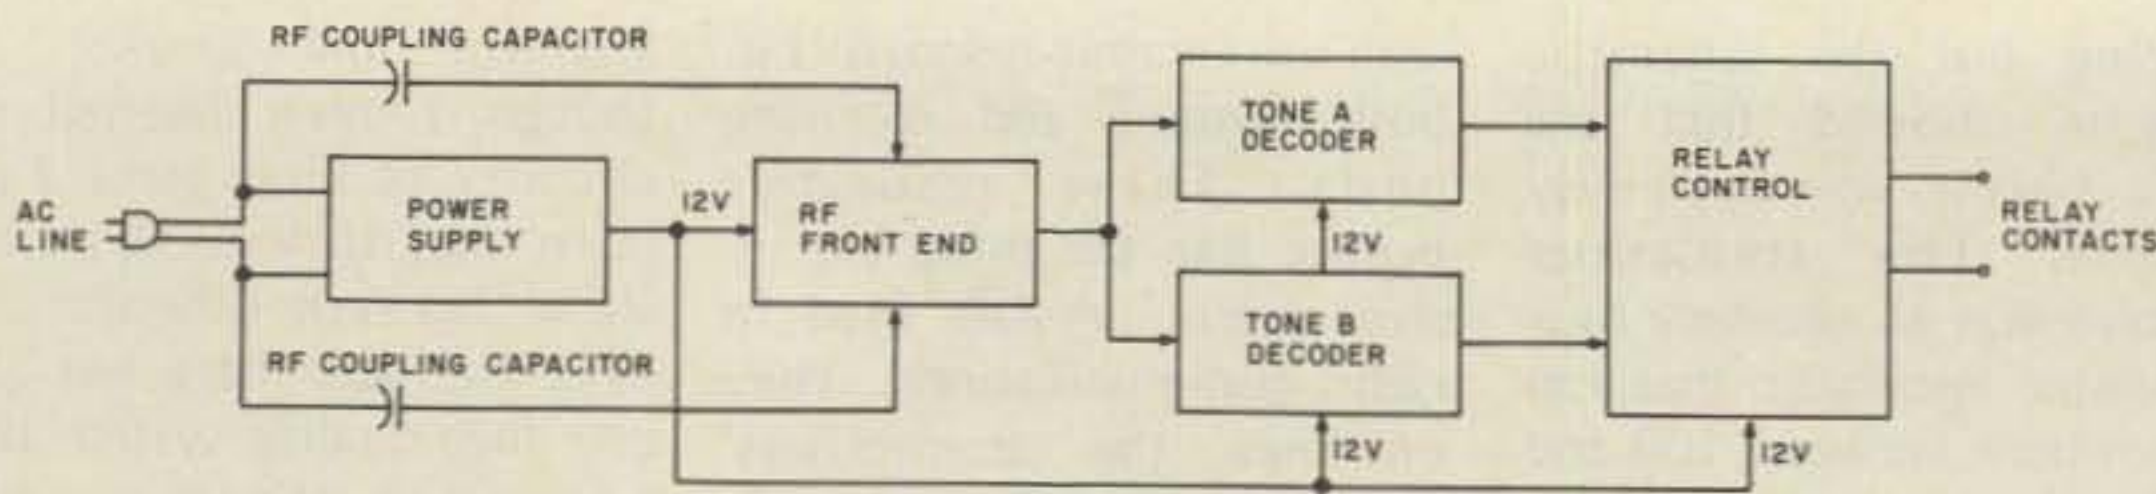 RF COUPLING CAPACITOR
AC
LINE
POWER
SUPPLY
12V
RF
FRONT END
RF COUPLING CAPACITOR
TONE A
DECODER
12V
TONE B
DECODER
12V
RELAY
CONTROL
12V
RELAY
CONTACTS